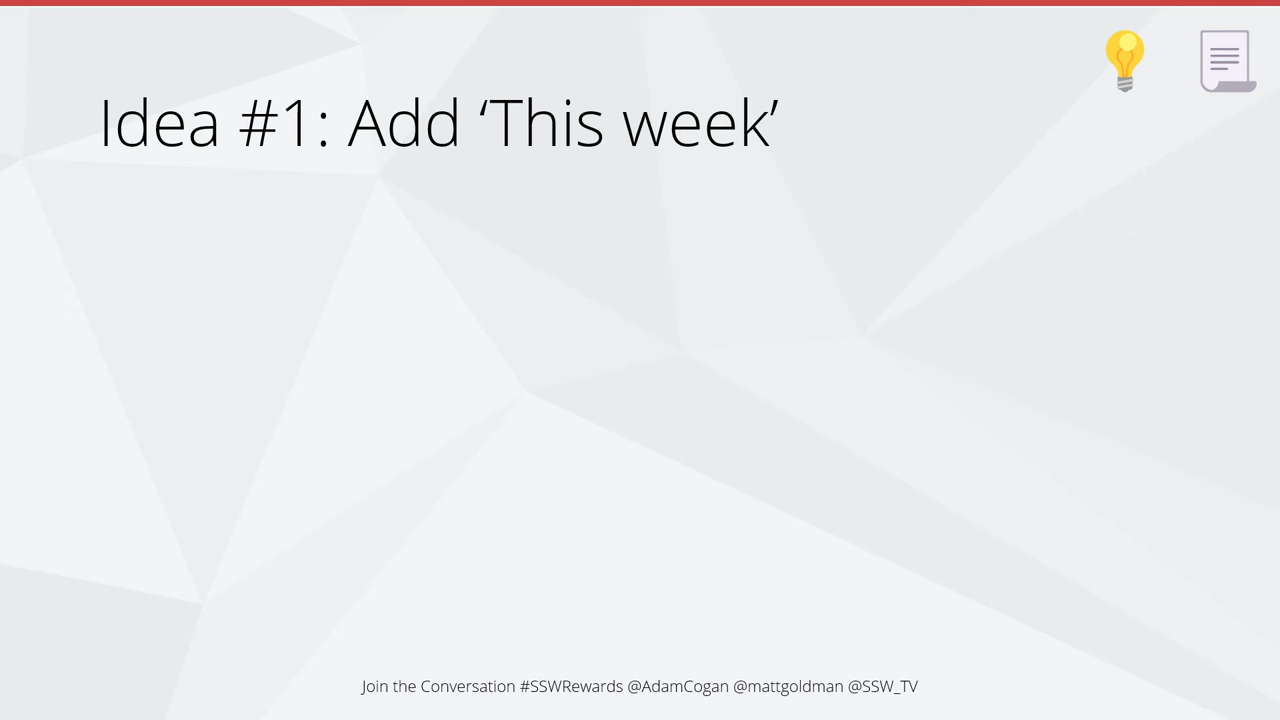 Idea #1: Add ‘This week’
Join the Conversation #SSWRewards @AdamCogan @mattgoldman @SSW_TV